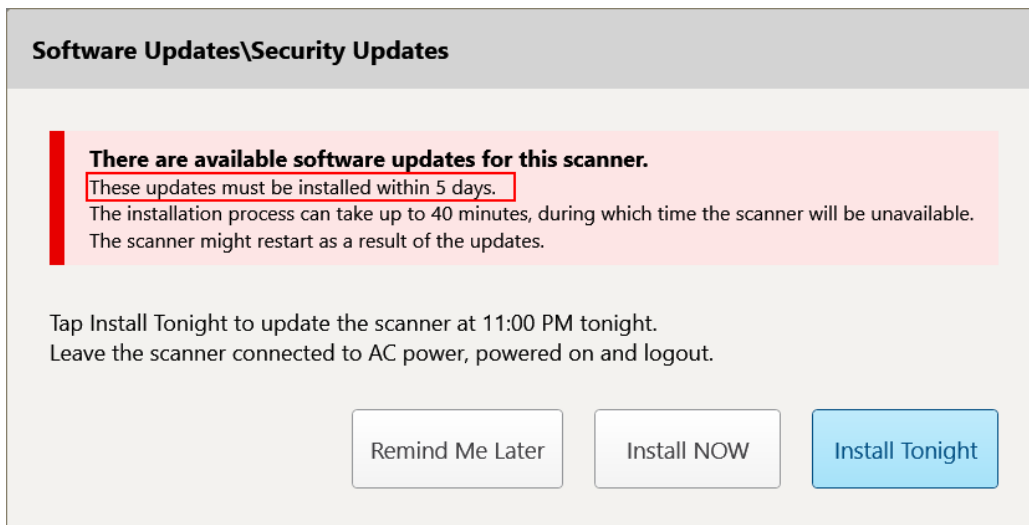 Software Updates\Security Updates
There are available software updates for this scanner.
These updates must be installed within 5 days.
The installation process can take up to 40 minutes, during which time the scanner will be unavailable.
The scanner might restart as a result of the updates.
Tap Install Tonight to update the scanner at 11:00 PM tonight.
Leave the scanner connected to AC power, powered on and logout.
Remind Me Later
Install NOW
Install Tonight